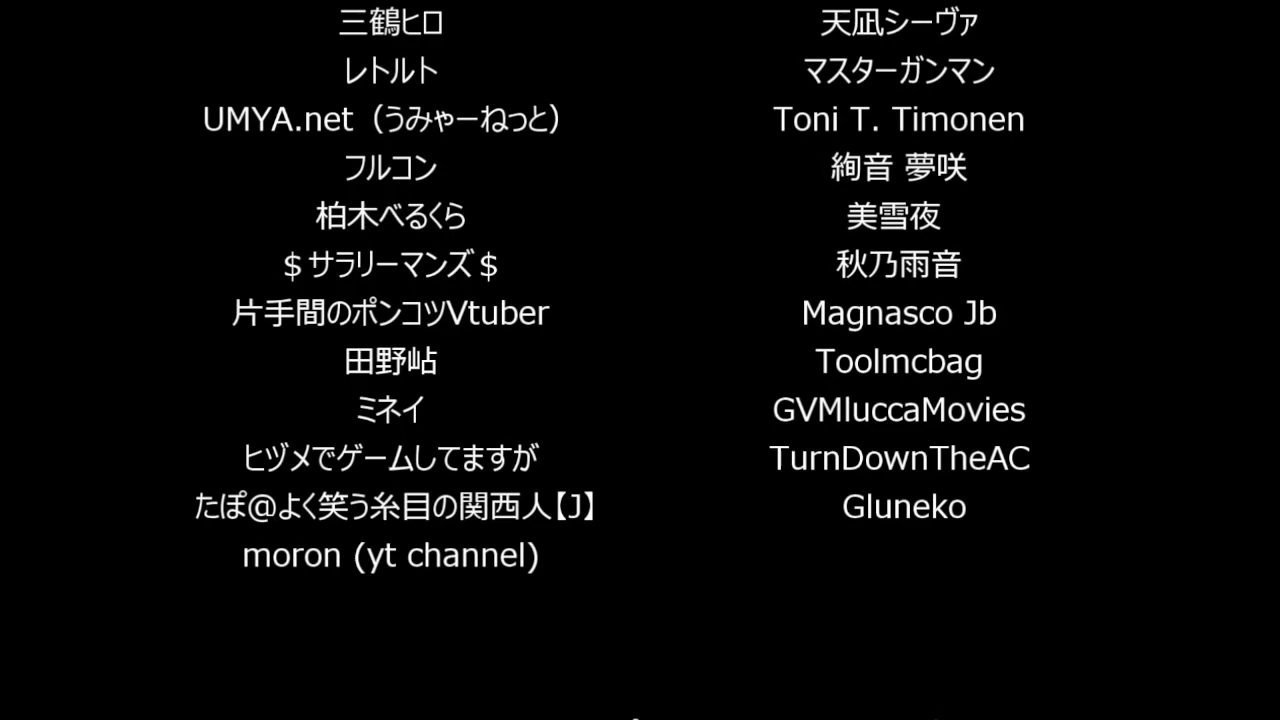 三鶴ヒロ
天凪シーヴァ
レトルト
マスターガンマン
UMYA.net（うみゃーねっと）
Toni T. Timonen
フルコン
絢音 夢咲
柏木べるくら
美雪夜
＄サラリーマンズ＄
秋乃雨音
片手間のポンコツVtuber
Magnasco Jb
田野岾
Toolmcbag
ミネイ
GVMluccaMovies
ヒヅメでゲームしてますが
TurnDownTheAC
たぽ@よく笑う糸目の関西人【J】
Gluneko
moron (yt channel)